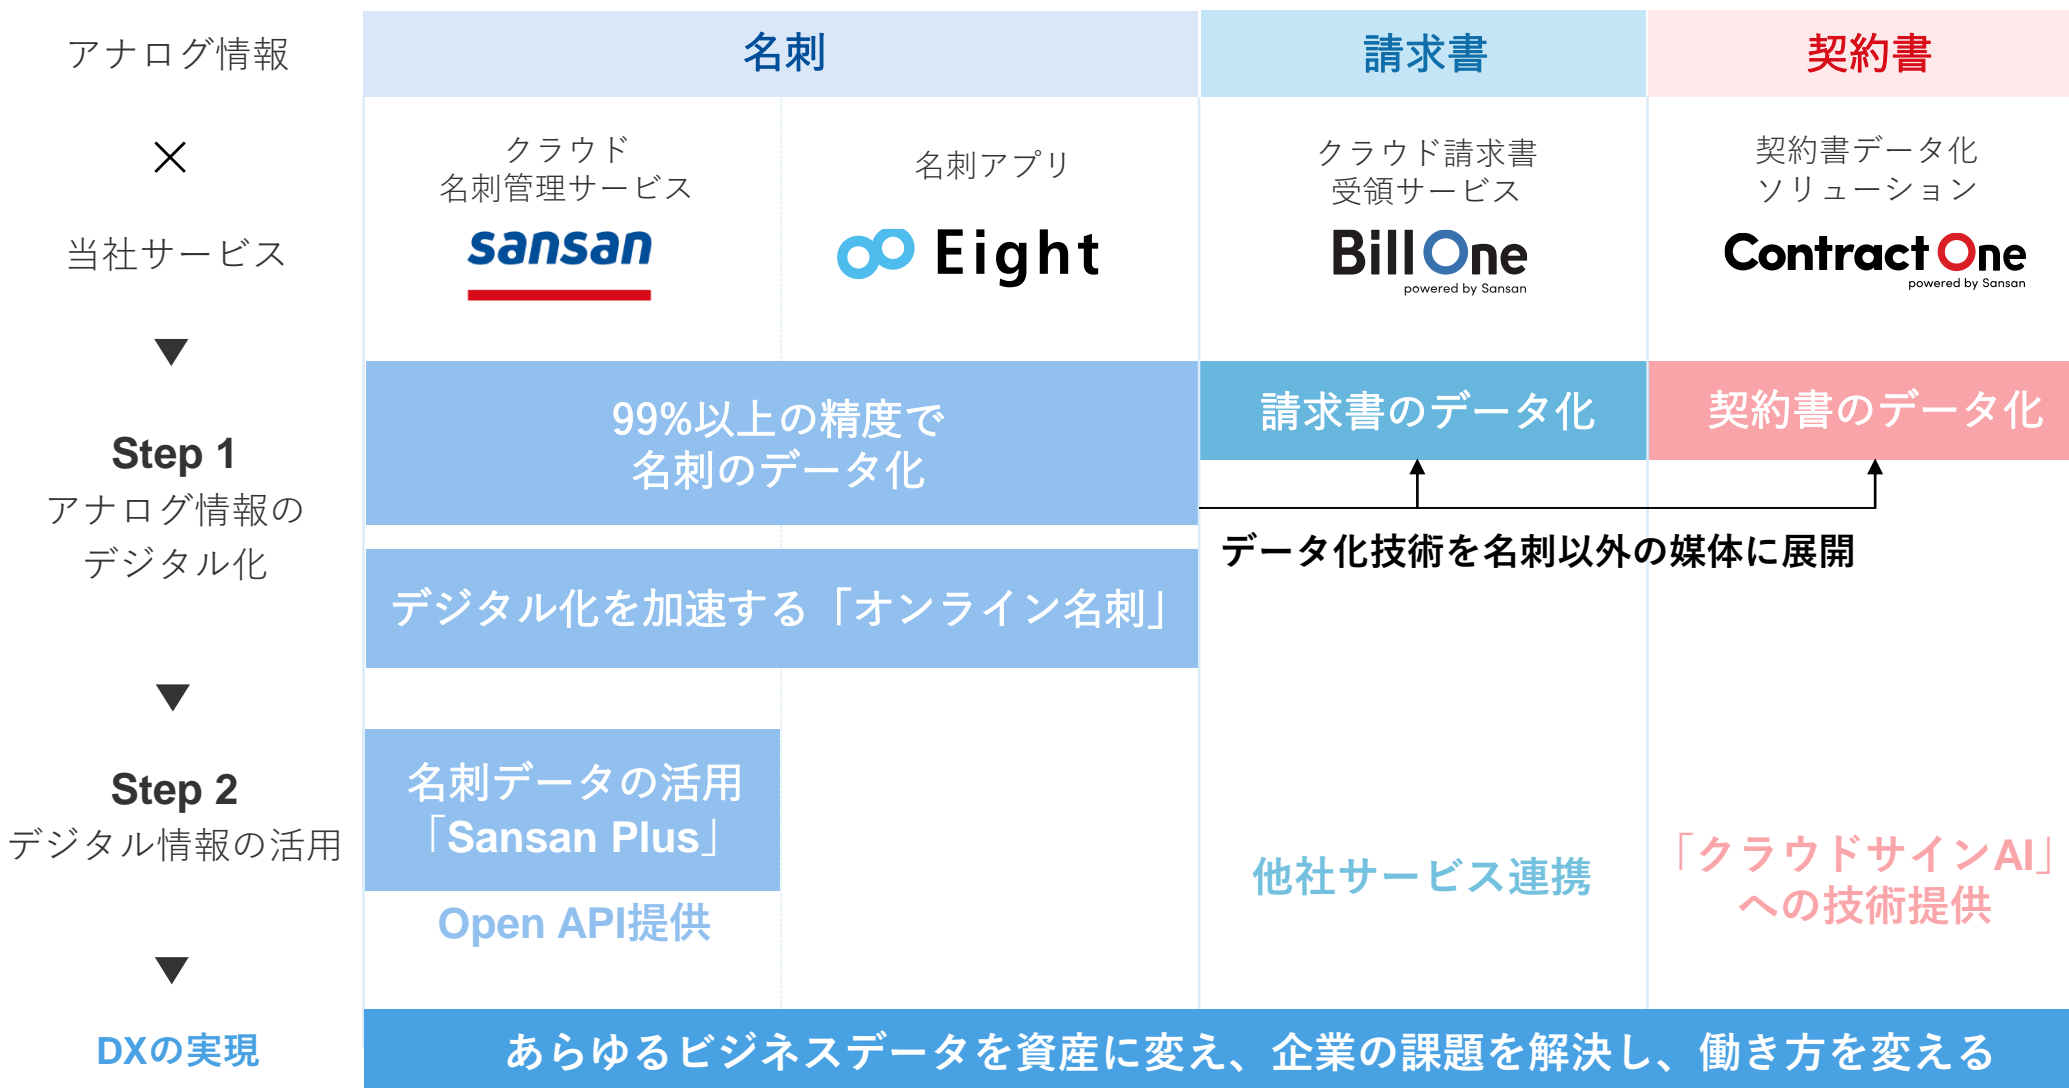 アナログ情報
名刺
請求書
契約書
×
当社サービス
クラウド
名刺管理サービス
sansan
名刺アプリ
Eight
クラウド請求書
受領サービス
Bill One
powered by Sansan
契約書データ化
ソリューション
Contract One
powered by Sansan
▼
Step 1
アナログ情報の
デジタル化
99%以上の精度で
名刺のデータ化
請求書のデータ化
契約書のデータ化
データ化技術を名刺以外の媒体に展開
デジタル化を加速する「オンライン名刺」
▼
Step 2
デジタル情報の活用
名刺データの活用
「Sansan Plus」
Open API提供
他社サービス連携
「クラウドサインAI」
への技術提供
▼
DXの実現
あらゆるビジネスデータを資産に変え、企業の課題を解決し、働き方を変える